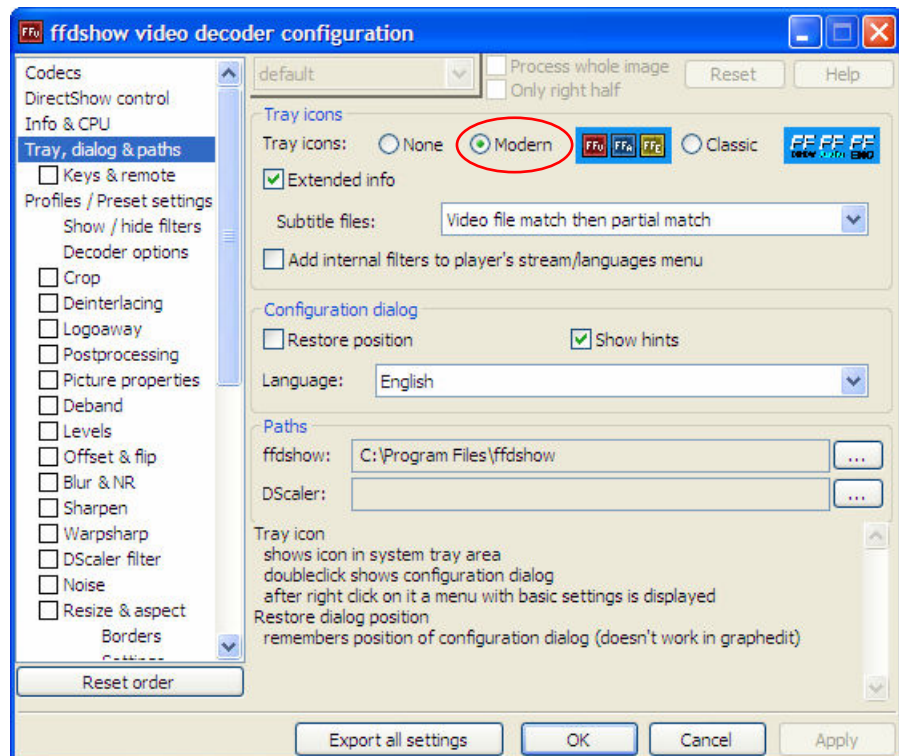 ffdshow video decoder configuration
Codecs
DirectShow control
Info & CPU
Tray, dialog & paths
Keys & remote
Profiles / Preset settings
Show / hide filters
Decoder options
Crop
Deinterlacing
Logoaway
Postprocessing
Picture properties
Deband
Levels
Offset & flip
Blur & NR
Sharpen
Warpsharp
DScaler filter
Noise
Resize & aspect
Borders
Reset order
default
Process whole image
Only right half
Reset
Help
Tray icons
Tray icons: None Modern FFv FFA FFE Classic FF FF FF
Extended info
Subtitle files: Video file match then partial match
Add internal filters to player's stream/languages menu
Configuration dialog
Restore position Show hints
Language: English
Paths
ffdshow: C:\Program Files\ffdshow ...
DScaler: ...
Tray icon
shows icon in system tray area
doubleclick shows configuration dialog
after right click on it a menu with basic settings is displayed
Restore dialog position
remembers position of configuration dialog (doesn't work in graphedit)
Export all settings OK Cancel Apply